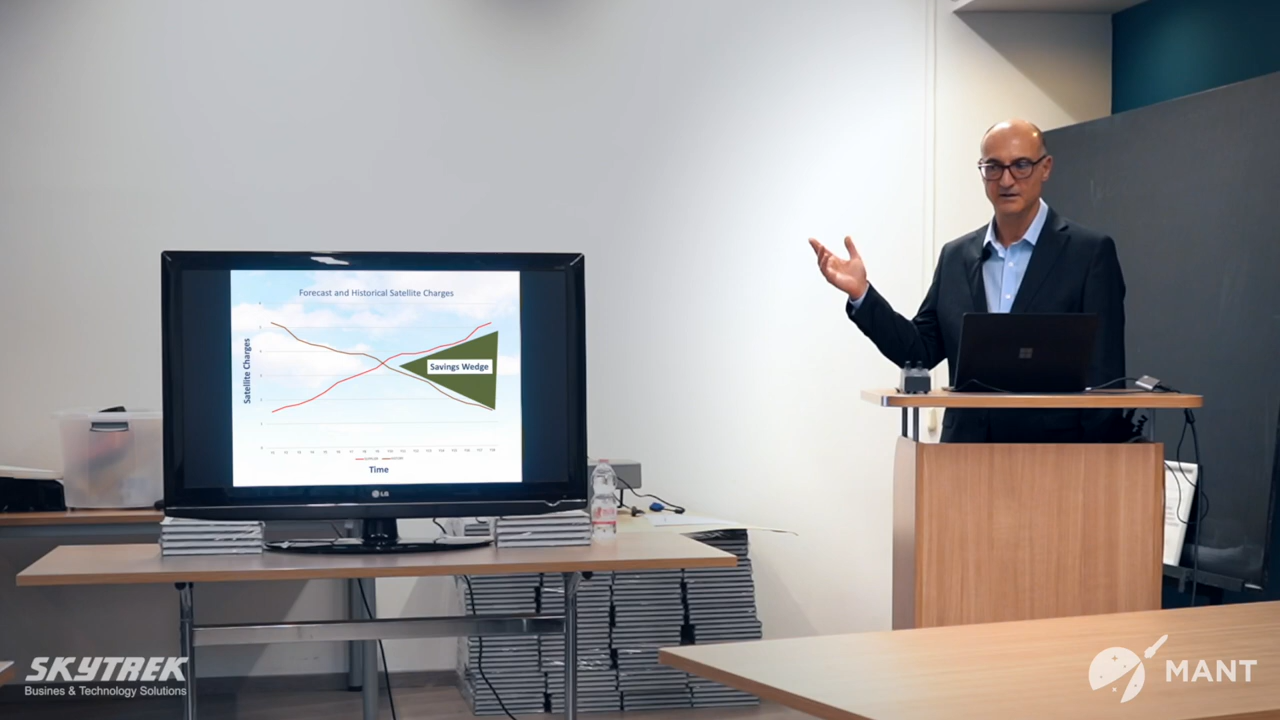 Forecast and Historical Satellite Charges
Satellite Charges
Savings Wedge
Time
LG
SKYTREK
Busines & Technology Solutions
MANT